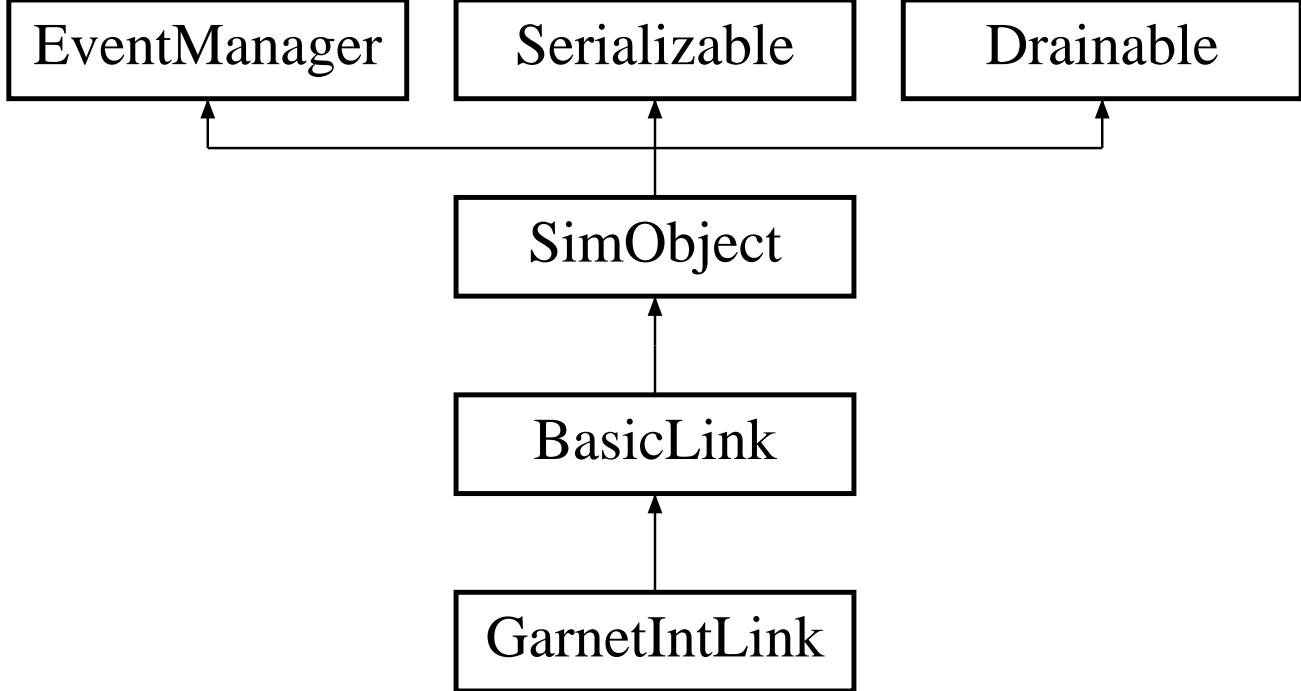 EventManager
Serializable
Drainable
SimObject
BasicLink
GarnetIntLink